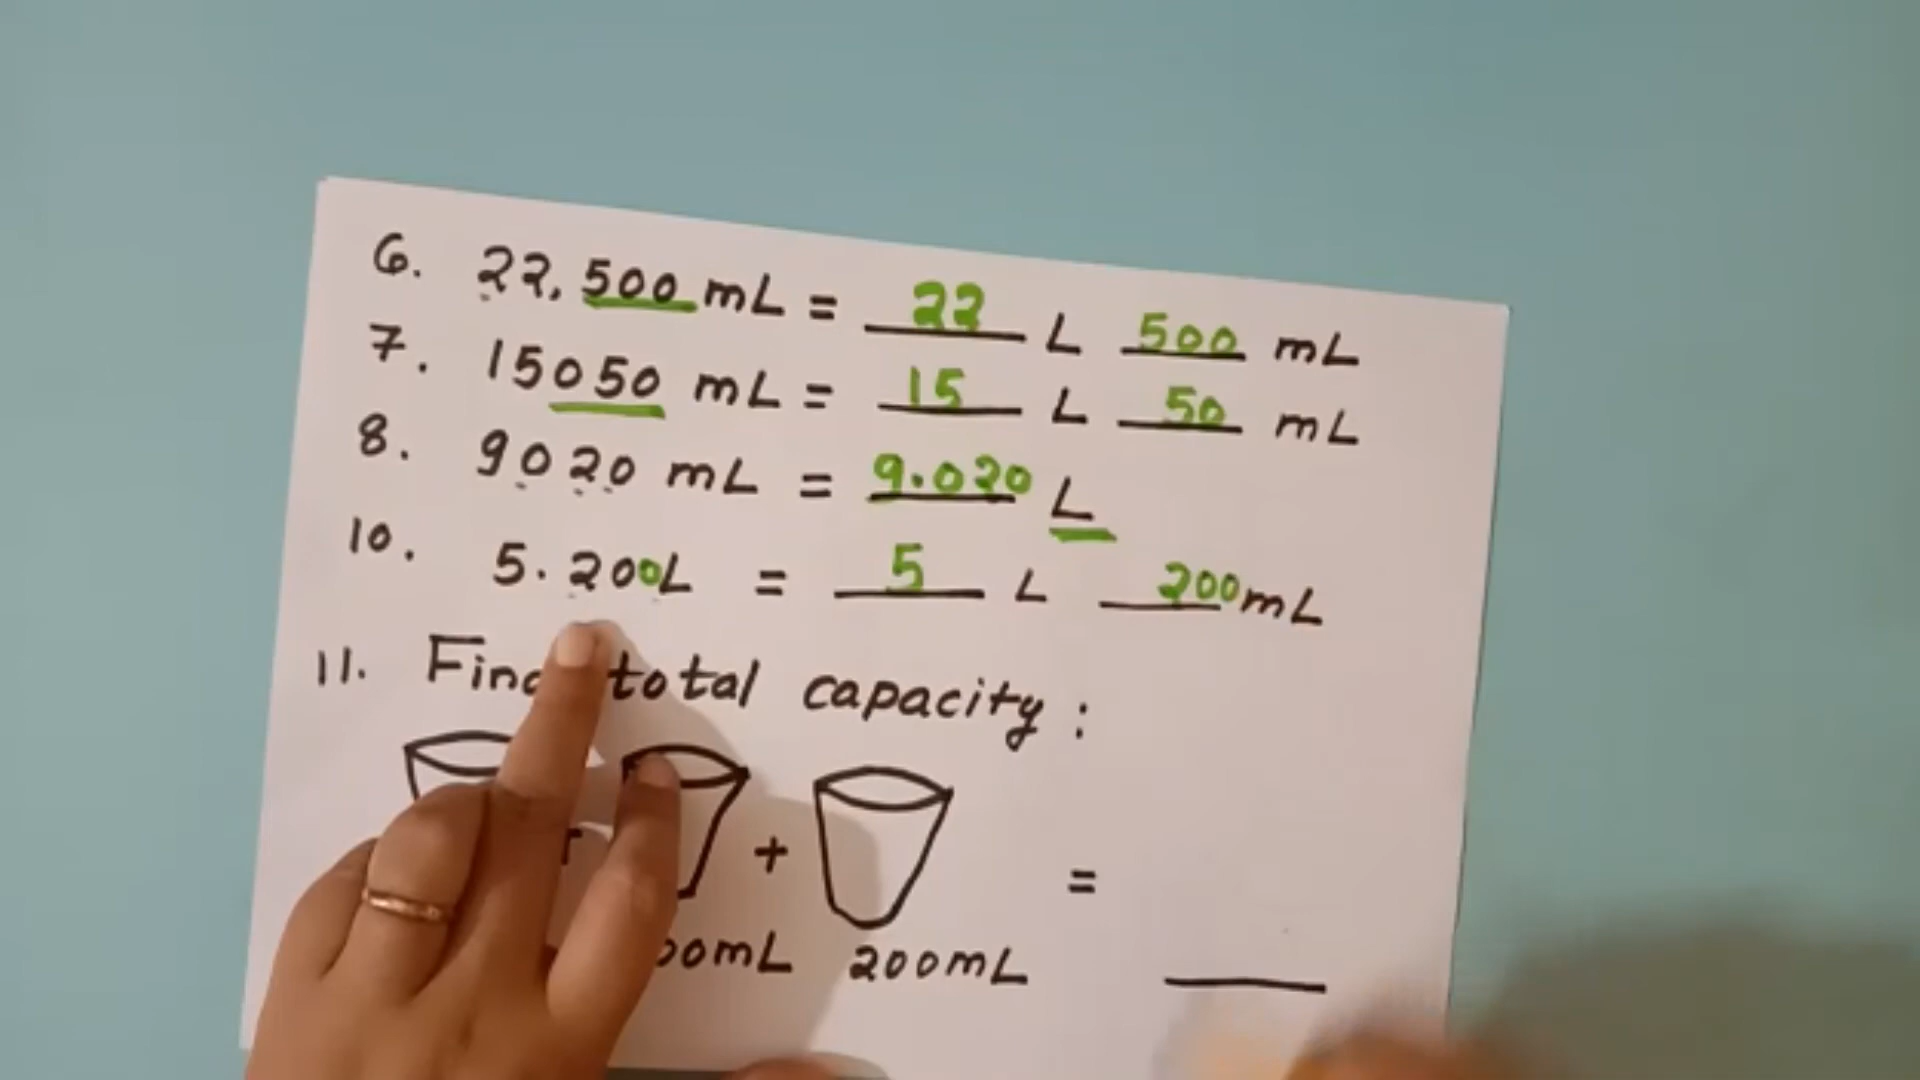 6. 22,500 mL = 22 L 500 mL
7. 15050 mL = 15 L 50 mL
8. 9020 mL = 9.020 L
10. 5.200L = 5 L 200mL
11. total capacity:
+ =
200mL